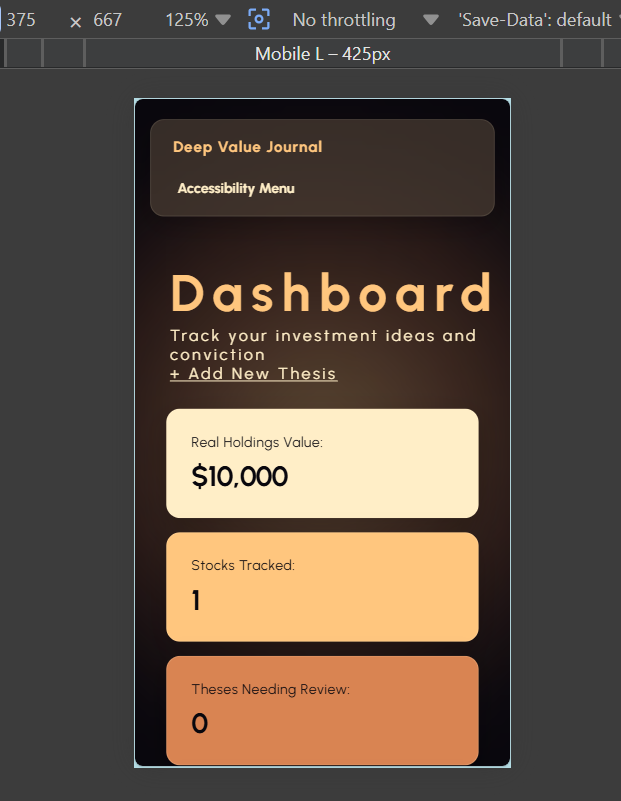 375 × 667 125% No throttling 'Save-Data': default
Mobile L – 425px
Deep Value Journal
Accessibility Menu
Dashboard
Track your investment ideas and
conviction
+ Add New Thesis
Real Holdings Value:
$10,000
Stocks Tracked:
1
Theses Needing Review:
0